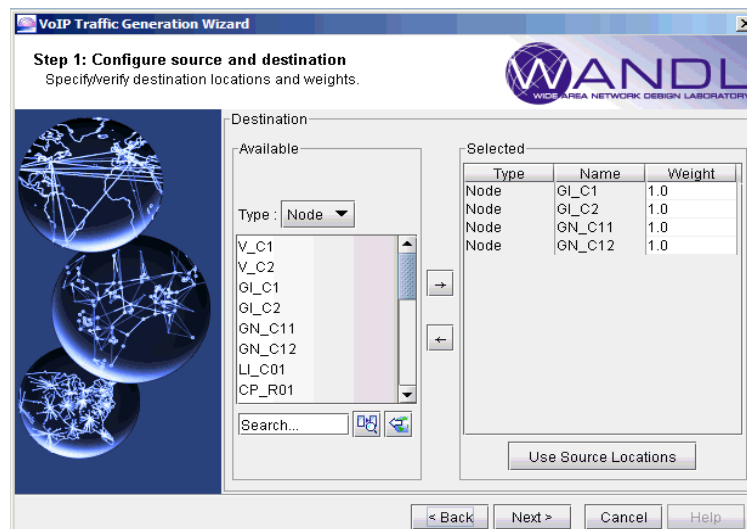 VoIP Traffic Generation Wizard
Step 1: Configure source and destination
Specify/verify destination locations and weights.
WANDL
WIDE AREA NETWORK DESIGN LABORATORY
Destination
Available
Type : Node
V_C1
V_C2
GI_C1
GI_C2
GN_C11
GN_C12
LI_C01
CP_R01
Search...
→
←
Selected
Type Name Weight
Node GI_C1 1.0
Node GI_C2 1.0
Node GN_C11 1.0
Node GN_C12 1.0
Use Source Locations
< Back Next > Cancel Help